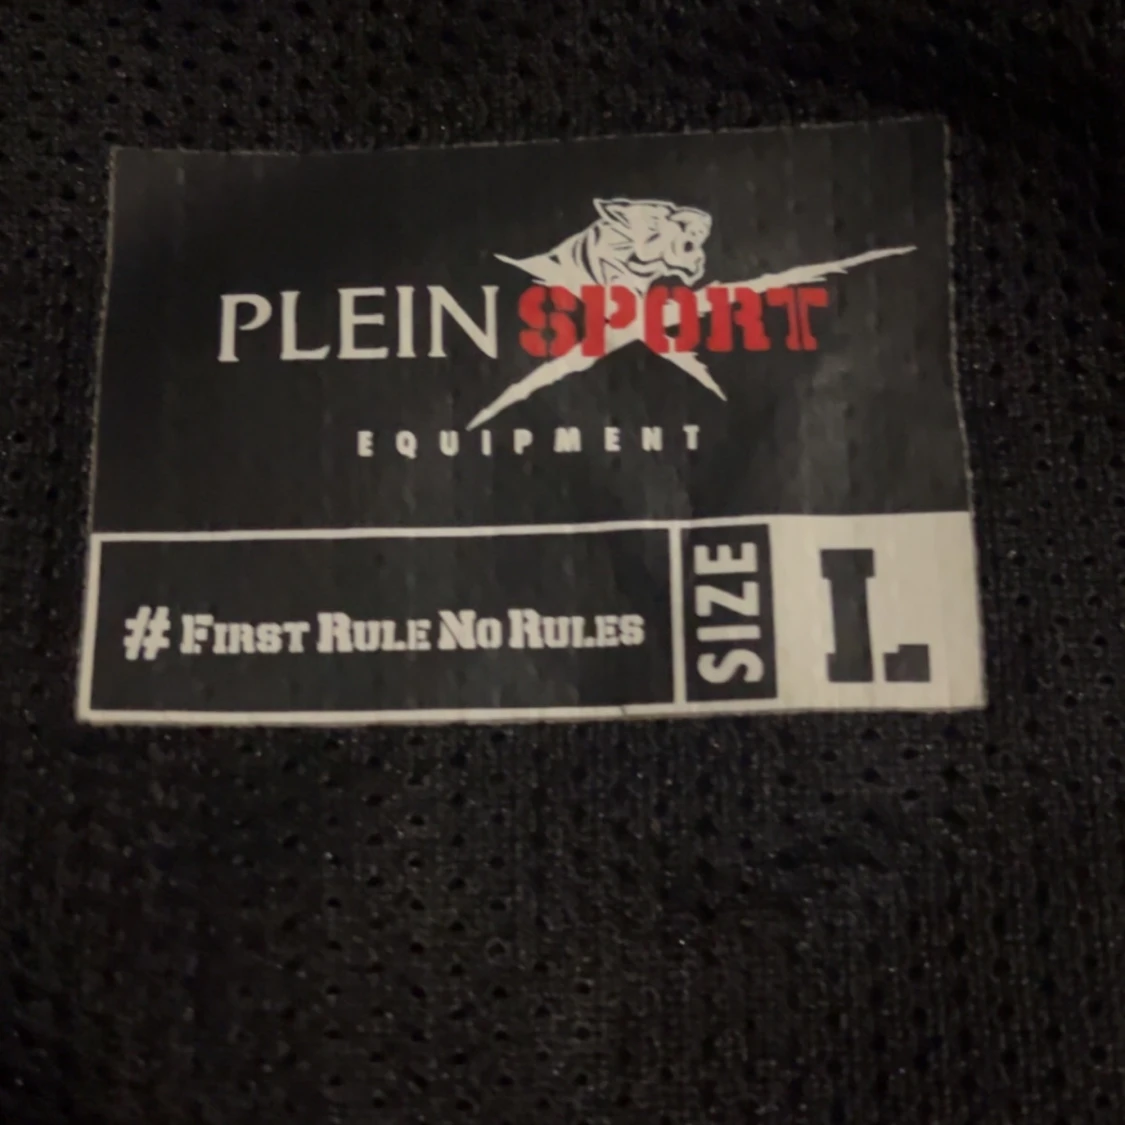 PLEIN SPORT
EQUIPMENT
# FIRST RULE NO RULES
SIZE L